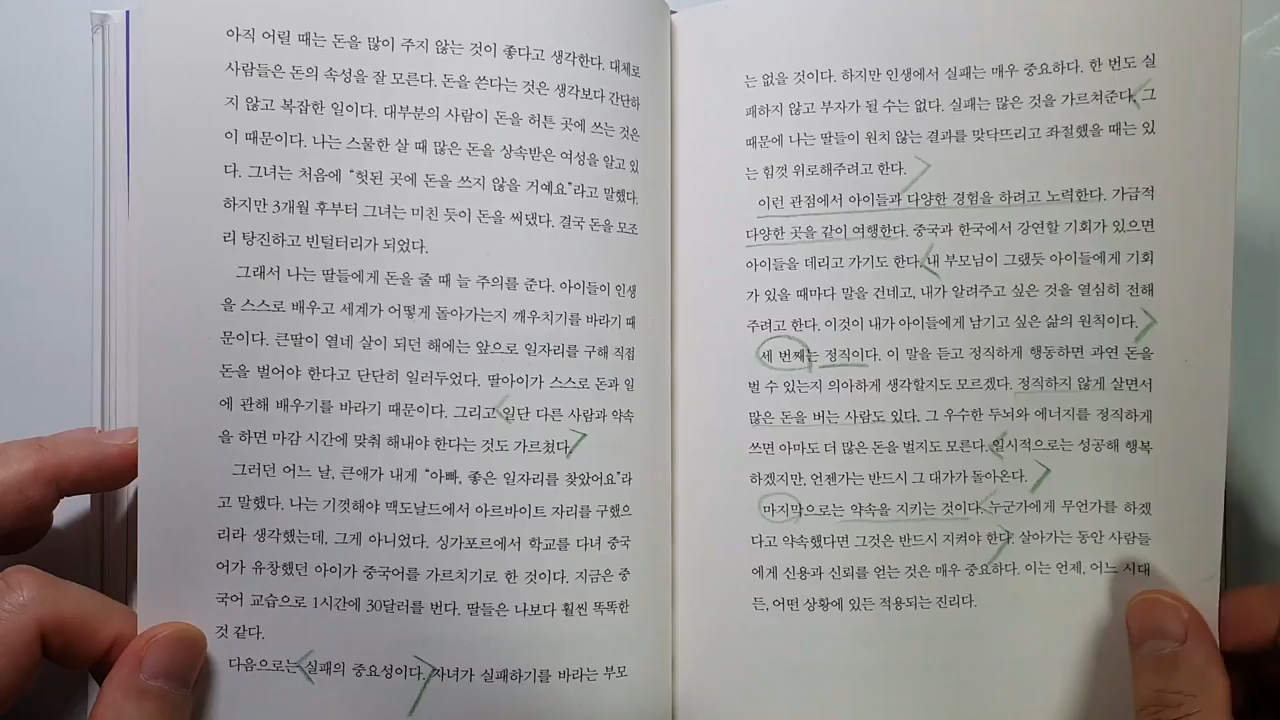 아직 어릴 때는 돈을 많이 주지 않는 것이 좋다고 생각한다. 대체로
사람들은 돈의 속성을 잘 모른다. 돈을 쓴다는 것은 생각보다 간단하
지 않고 복잡한 일이다. 대부분의 사람이 돈을 허튼 곳에 쓰는 것은
이 때문이다. 나는 스물한 살 때 많은 돈을 상속받은 여성을 알고 있
다. 그녀는 처음에 “헛된 곳에 돈을 쓰지 않을 거예요”라고 말했다.
하지만 3개월 후부터 그녀는 미친 듯이 돈을 써댔다. 결국 돈을 모조
리 탕진하고 빈털터리가 되었다.
그래서 나는 딸들에게 돈을 줄 때 늘 주의를 준다. 아이들이 인생
을 스스로 배우고 세계가 어떻게 돌아가는지 깨우치기를 바라기 때
문이다. 큰딸이 열네 살이 되던 해에는 앞으로 일자리를 구해 직접
돈을 벌어야 한다고 단단히 일러두었다. 딸아이가 스스로 돈과 일
에 관해 배우기를 바라기 때문이다. 그리고 일단 다른 사람과 약속
을 하면 마감 시간에 맞춰 해내야 한다는 것도 가르쳤다.
그러던 어느 날, 큰애가 내게 “아빠, 좋은 일자리를 찾았어요”라
고 말했다. 나는 기껏해야 맥도날드에서 아르바이트 자리를 구했으
리라 생각했는데, 그게 아니었다. 싱가포르에서 학교를 다녀 중국
어가 유창했던 아이가 중국어를 가르치기로 한 것이다. 지금은 중
국어 교습으로 1시간에 30달러를 번다. 딸들은 나보다 훨씬 똑똑한
것 같다.
다음으로는 실패의 중요성이다. 자녀가 실패하기를 바라는 부모
는 없을 것이다. 하지만 인생에서 실패는 매우 중요하다. 한 번도 실
패하지 않고 부자가 될 수는 없다. 실패는 많은 것을 가르쳐준다. 그
때문에 나는 딸들이 원치 않는 결과를 맞닥뜨리고 좌절했을 때는 있
는 힘껏 위로해주려고 한다.
이런 관점에서 아이들과 다양한 경험을 하려고 노력한다. 가급적
다양한 곳을 같이 여행한다. 중국과 한국에서 강연할 기회가 있으면
아이들을 데리고 가기도 한다. 내 부모님이 그랬듯 아이들에게 기회
가 있을 때마다 말을 건네고, 내가 알려주고 싶은 것을 열심히 전해
주려고 한다. 이것이 내가 아이들에게 남기고 싶은 삶의 원칙이다.
세 번째는 정직이다. 이 말을 듣고 정직하게 행동하면 과연 돈을
벌 수 있는지 의아하게 생각할지도 모르겠다. 정직하지 않게 살면서
많은 돈을 버는 사람도 있다. 그 우수한 두뇌와 에너지를 정직하게
쓰면 아마도 더 많은 돈을 벌지도 모른다. 일시적으로는 성공해 행복
하겠지만, 언젠가는 반드시 그 대가가 돌아온다.
마지막으로는 약속을 지키는 것이다. 누군가에게 무언가를 하겠
다고 약속했다면 그것은 반드시 지켜야 한다. 살아가는 동안 사람들
에게 신용과 신뢰를 얻는 것은 매우 중요하다. 이는 언제, 어느 시대
든, 어떤 상황에 있든 적용되는 진리다.